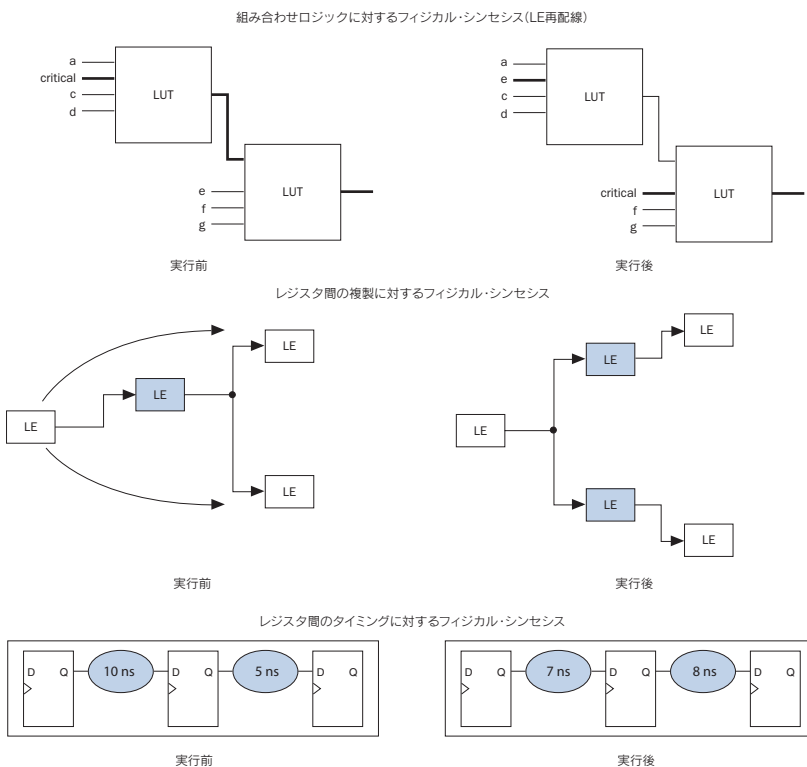 組み合わせロジックに対するフィジカル・シンセシス(LE再配線)
a
critical
c
d
LUT
e
f
g
LUT
実行前
a
e
c
d
LUT
critical
f
g
LUT
実行後
レジスタ間の複製に対するフィジカル・シンセシス
LE
LE
LE
LE
実行前
LE
LE
LE
LE
LE
実行後
レジスタ間のタイミングに対するフィジカル・シンセシス
D Q
10 ns
D Q
5 ns
D Q
実行前
D Q
7 ns
D Q
8 ns
D Q
実行後